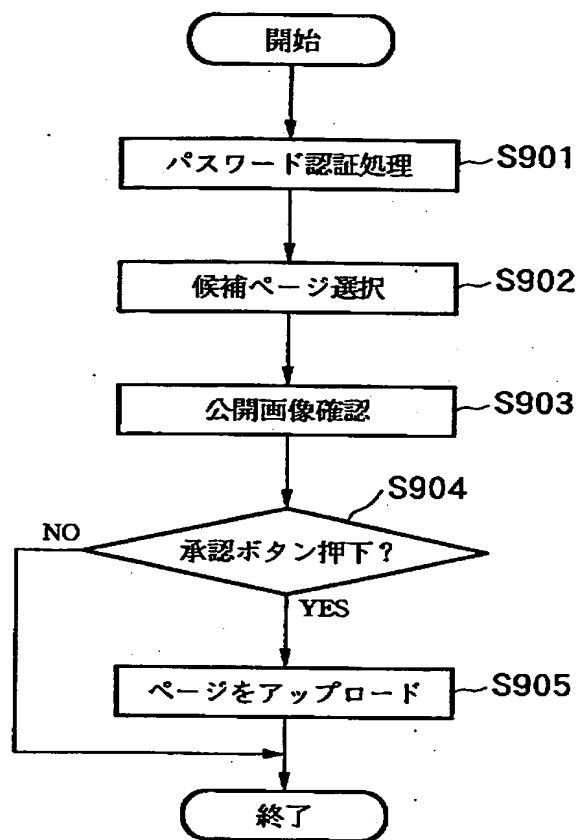 開始
パスワード認証処理
S901
候補ページ選択
S902
公開画像確認
S903
S904
承認ボタン押下?
NO
YES
ページをアップロード
S905
終了